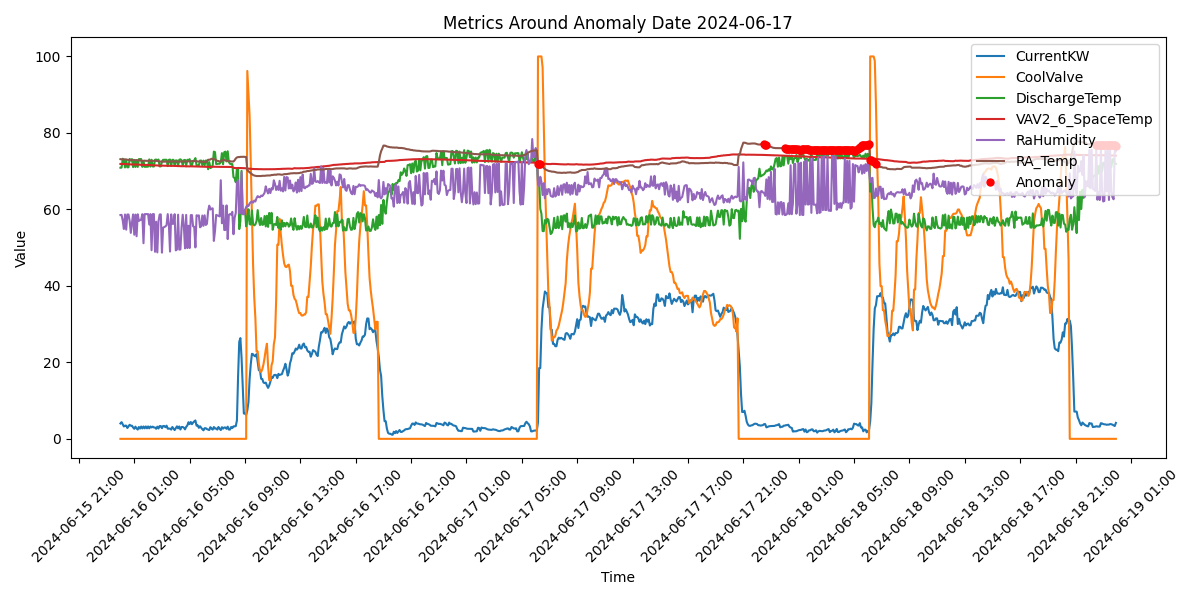 Metrics Around Anomaly Date 2024-06-17
100
80
60
40
20
0
Value
CurrentKW
CoolValve
DischargeTemp
VAV2_6_SpaceTemp
RaHumidity
RA_Temp
Anomaly
2024-06-15 21:00
2024-06-16 01:00
2024-06-16 05:00
2024-06-16 09:00
2024-06-16 13:00
2024-06-16 17:00
2024-06-16 21:00
2024-06-17 01:00
2024-06-17 05:00
2024-06-17 09:00
2024-06-17 13:00
2024-06-17 17:00
2024-06-17 21:00
2024-06-18 01:00
2024-06-18 05:00
2024-06-18 09:00
2024-06-18 13:00
2024-06-18 17:00
2024-06-18 21:00
2024-06-19 01:00
Time